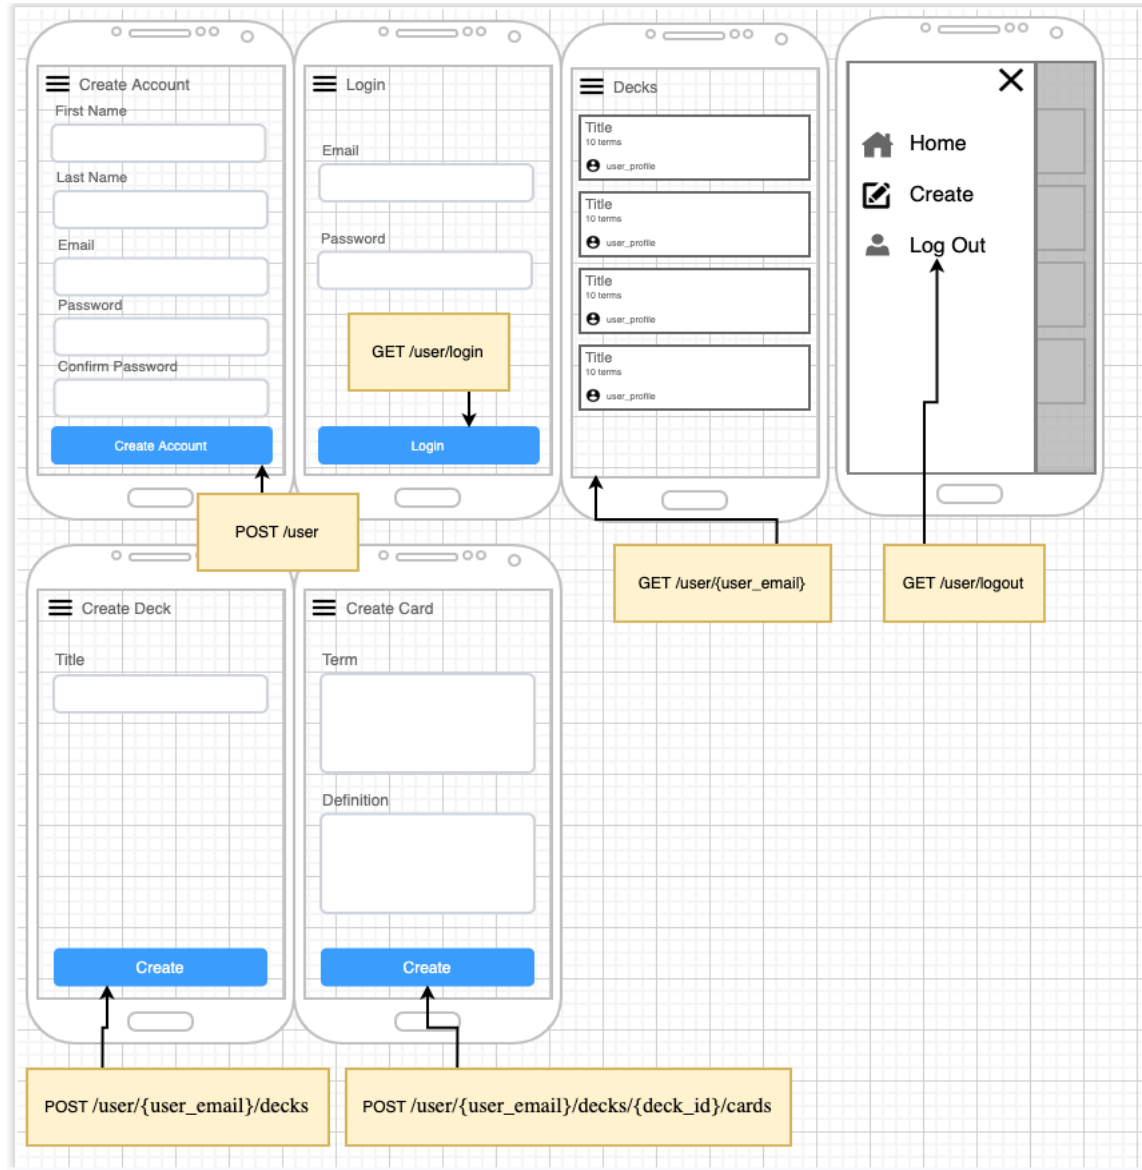 Create Account
First Name
Last Name
Email
Password
Confirm Password
Create Account
POST /user
Login
Email
Password
GET /user/login
Login
Decks
Title
10 terms
user_profile
Title
10 terms
user_profile
Title
10 terms
user_profile
Title
10 terms
user_profile
GET /user/{user_email}
Home
Create
Log Out
GET /user/logout
Create Deck
Title
Create
POST /user/{user_email}/decks
Create Card
Term
Definition
Create
POST /user/{user_email}/decks/{deck_id}/cards